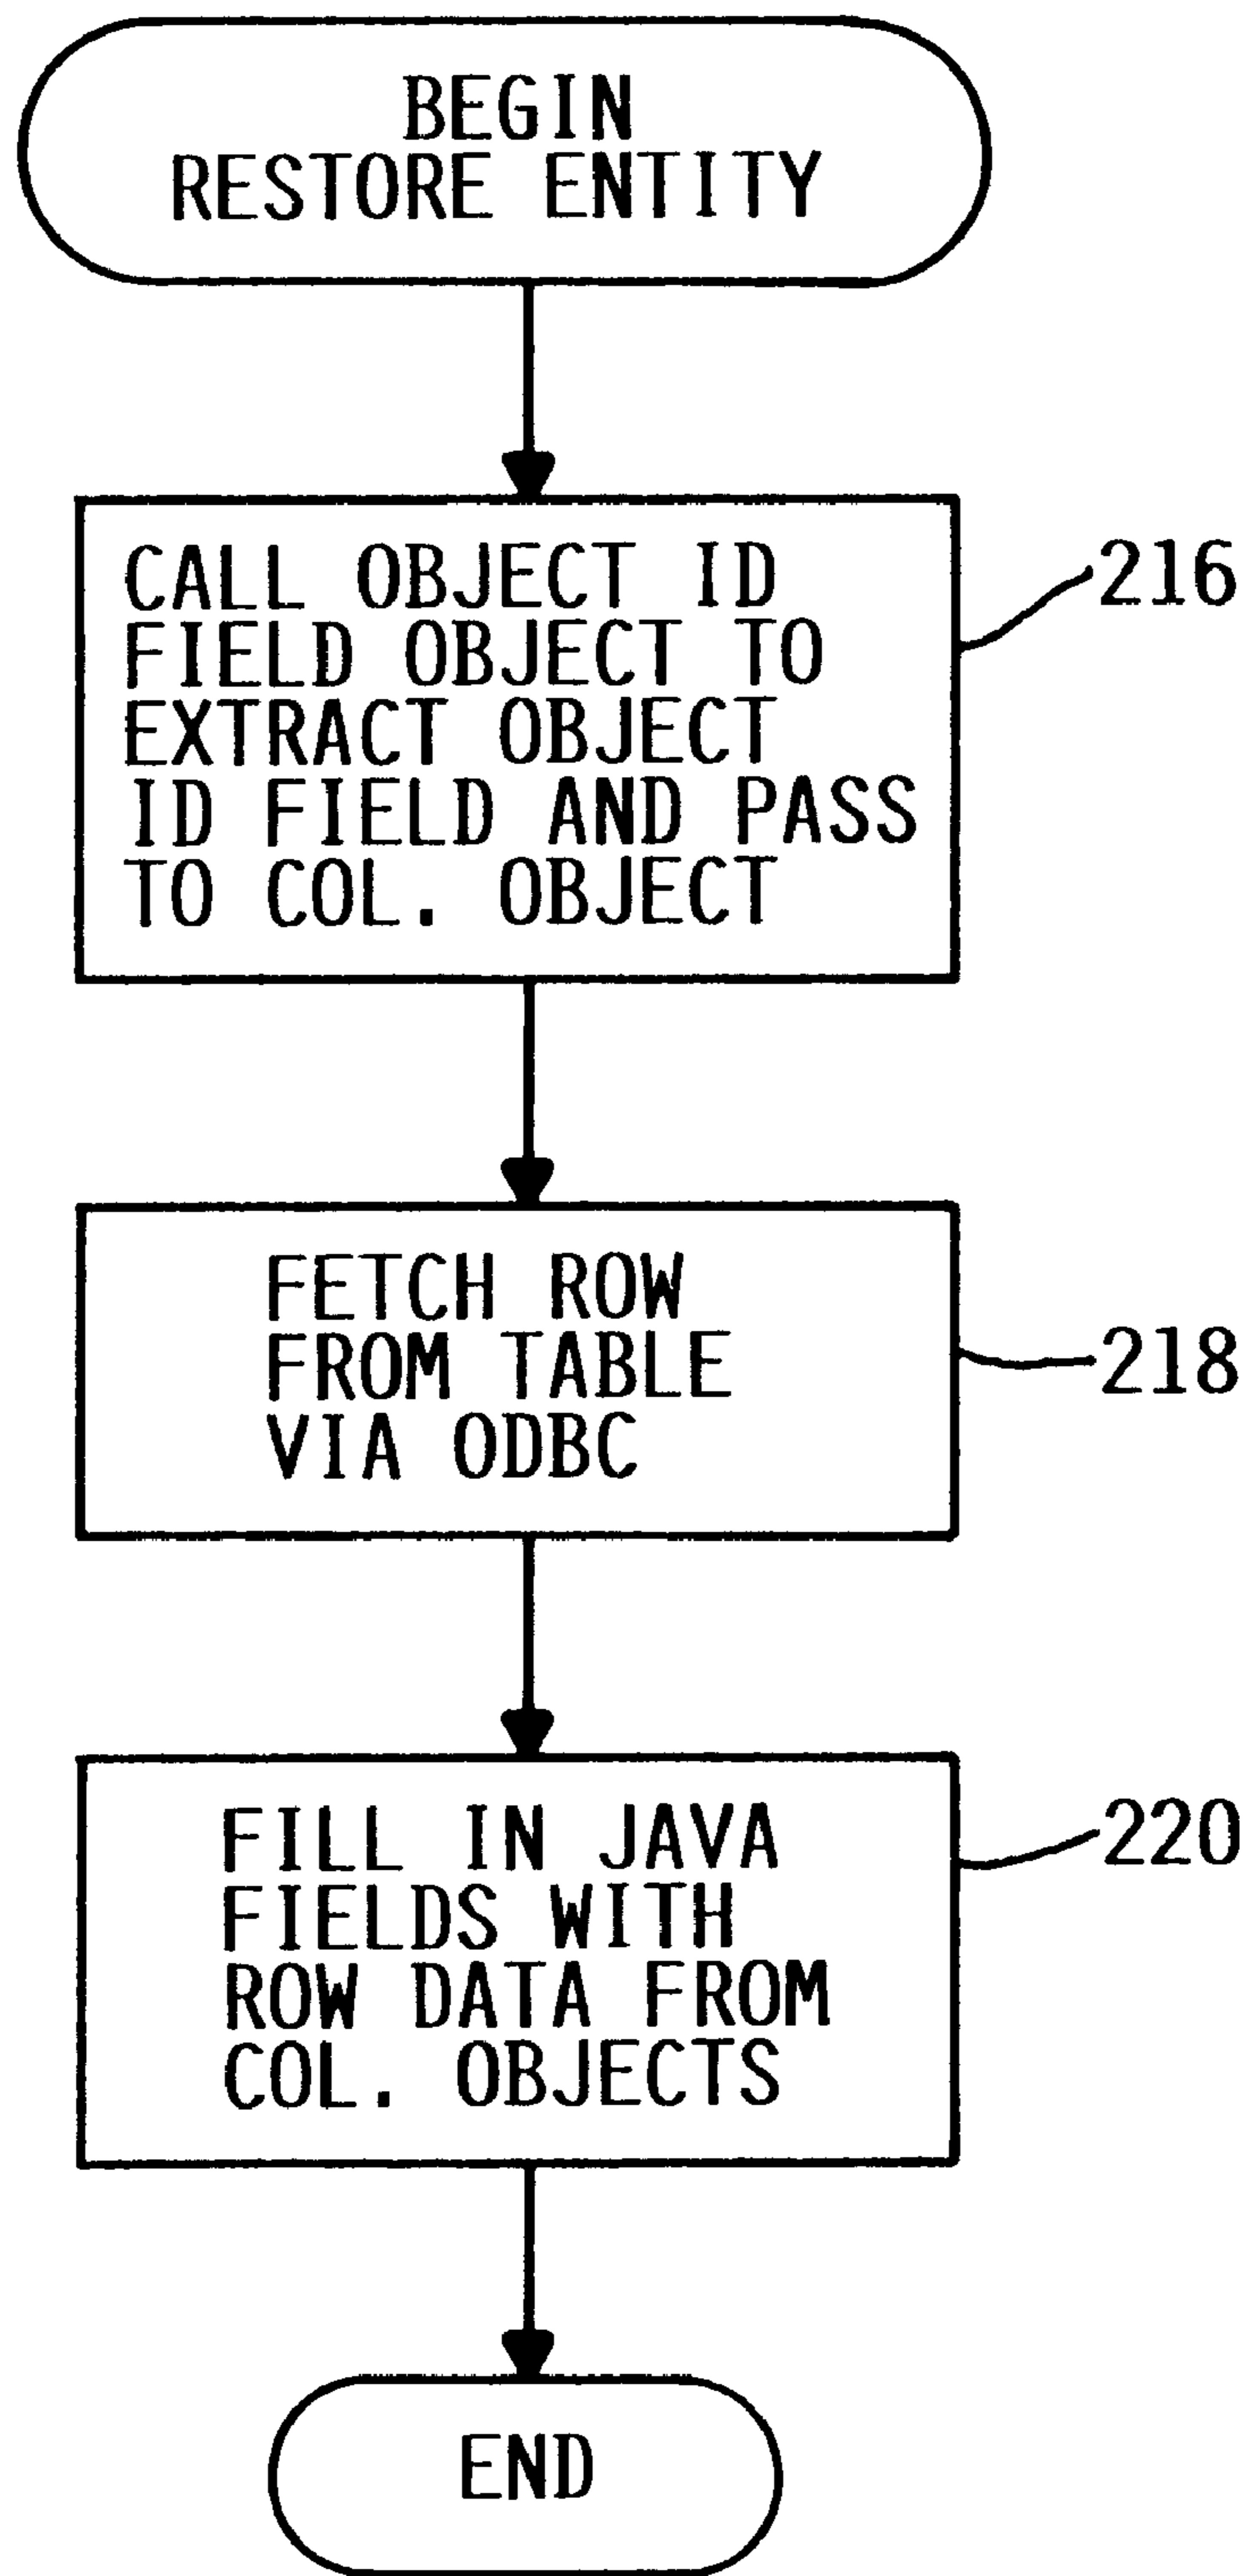 BEGIN
RESTORE ENTITY
CALL OBJECT ID
FIELD OBJECT TO
EXTRACT OBJECT
ID FIELD AND PASS
TO COL. OBJECT
216
FETCH ROW
FROM TABLE
VIA ODBC
218
FILL IN JAVA
FIELDS WITH
ROW DATA FROM
COL. OBJECTS
220
END